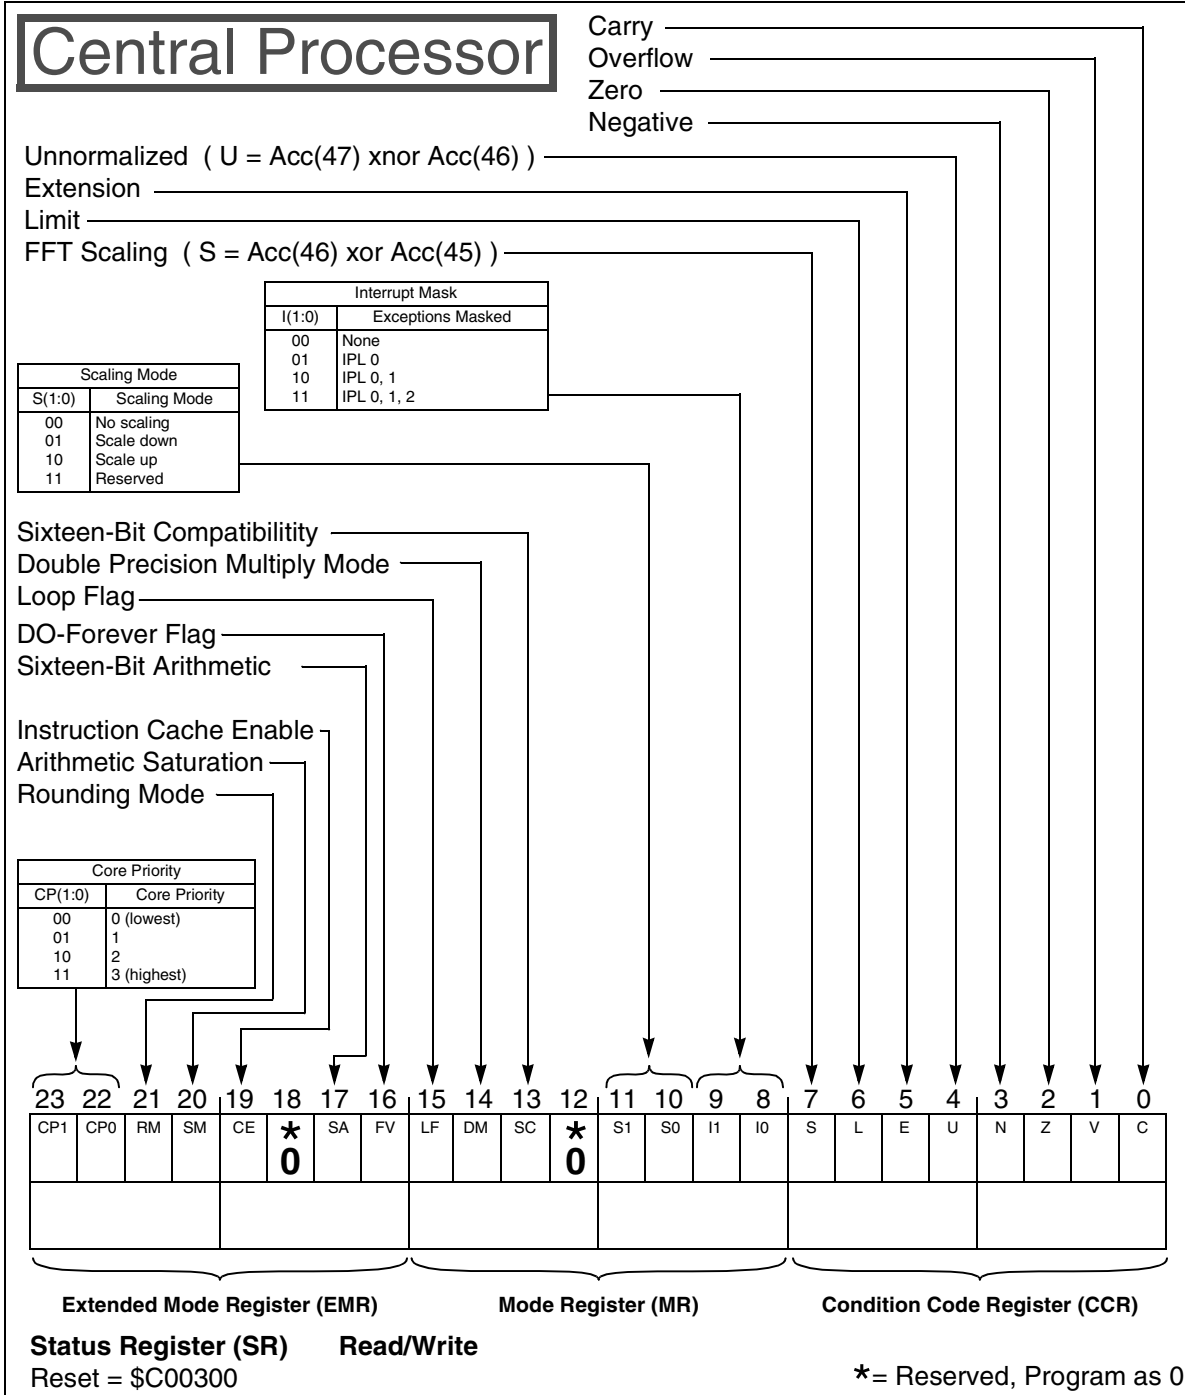 Central Processor
Carry
Overflow
Zero
Negative
Unnormalized ( U = Acc(47) xnor Acc(46) )
Extension
Limit
FFT Scaling ( S = Acc(46) xor Acc(45) )
Interrupt Mask
I(1:0) Exceptions Masked
00 None
01 IPL 0
10 IPL 0, 1
11 IPL 0, 1, 2
Scaling Mode
S(1:0) Scaling Mode
00 No scaling
01 Scale down
10 Scale up
11 Reserved
Sixteen-Bit Compatibilitity
Double Precision Multiply Mode
Loop Flag
DO-Forever Flag
Sixteen-Bit Arithmetic
Instruction Cache Enable
Arithmetic Saturation
Rounding Mode
Core Priority
CP(1:0) Core Priority
00 0 (lowest)
01 1
10 2
11 3 (highest)
23 22 21 20 19 18 17 16 15 14 13 12 11 10 9 8 7 6 5 4 3 2 1 0
CP1 CP0 RM SM CE * SA FV LF DM SC * S1 S0 I1 I0 S L E U N Z V C
0 0
Extended Mode Register (EMR) Mode Register (MR) Condition Code Register (CCR)
Status Register (SR) Read/Write
Reset = $C00300
*= Reserved, Program as 0